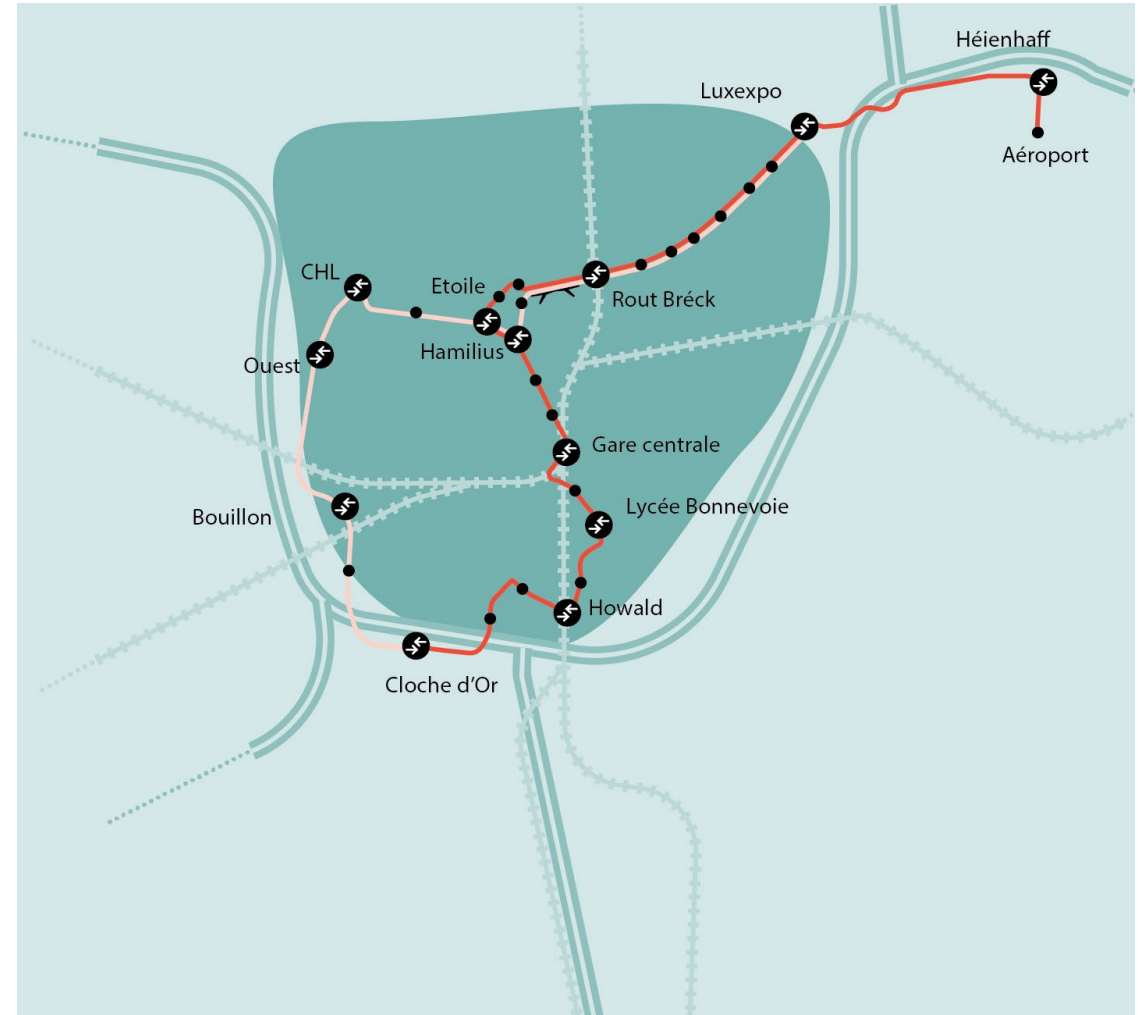 Héienhaff
Luxexpo
Aéroport
CHL
Etoile
Rout Bréck
Hamilius
Ouest
Gare centrale
Lycée Bonnevoie
Bouillon
Howald
Cloche d’Or